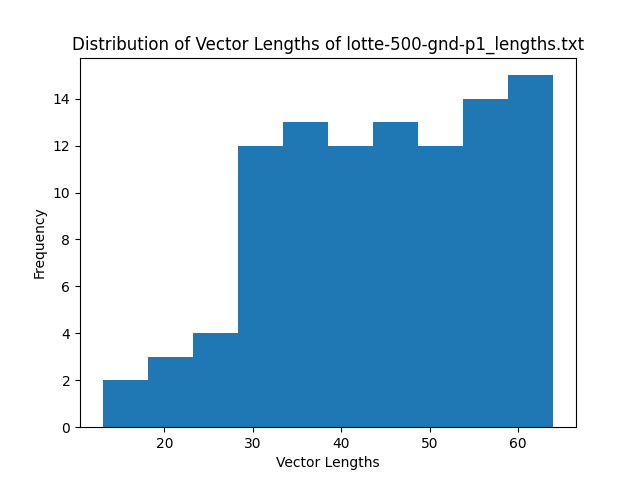 Distribution of Vector Lengths of lotte-500-gnd-p1_lengths.txt
14
12
10
8
6
4
2
0
Frequency
20 30 40 50 60
Vector Lengths